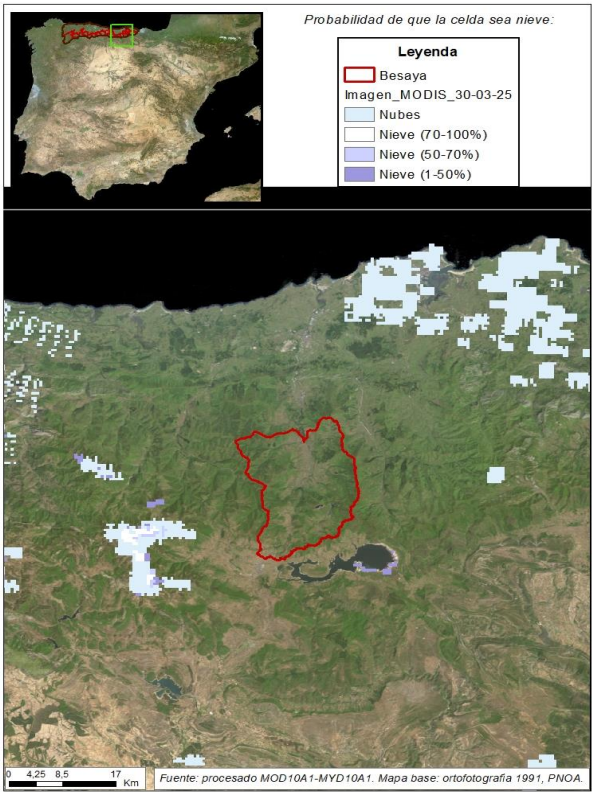 Probabilidad de que la celda sea nieve:
Leyenda
Besaya
Imagen_MODIS_30-03-25
Nubes
Nieve (70-100%)
Nieve (50-70%)
Nieve (1-50%)
0 4,25 8,5 17
Km
Fuente: procesado MOD10A1-MYD10A1. Mapa base: ortofotografia 1991, PNOA.